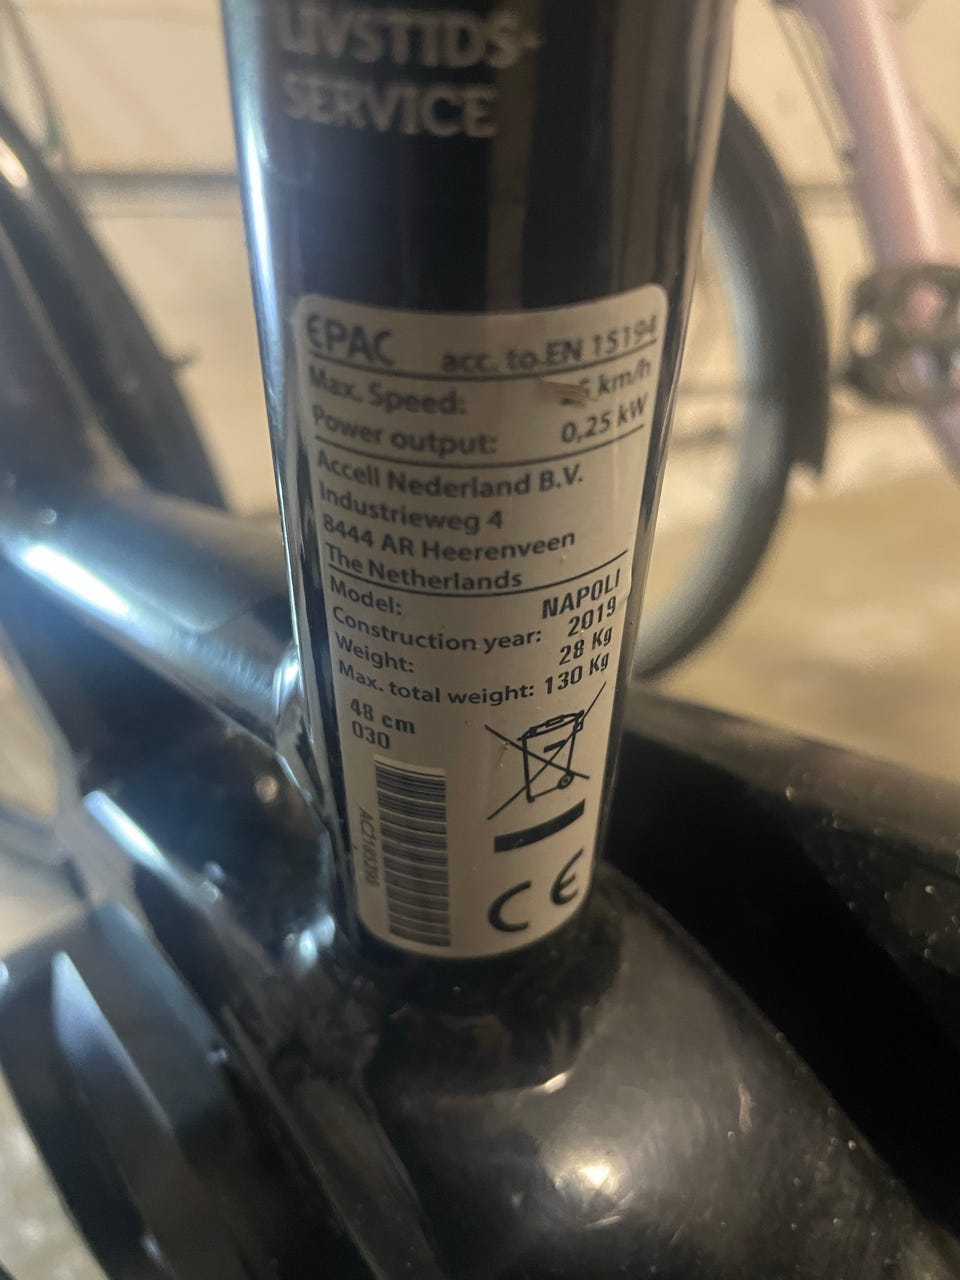 LIVSTIDS-
SERVICE
EPAC acc. to EN 15194
Max. Speed: km/h
Power output: 0,25 kW
Accell Nederland B.V.
Industrieweg 4
8444 AR Heerenveen
The Netherlands
Model: NAPOLI
Construction year: 2019
Weight: 28 Kg
Max. total weight: 130 Kg
48 cm
030
CE